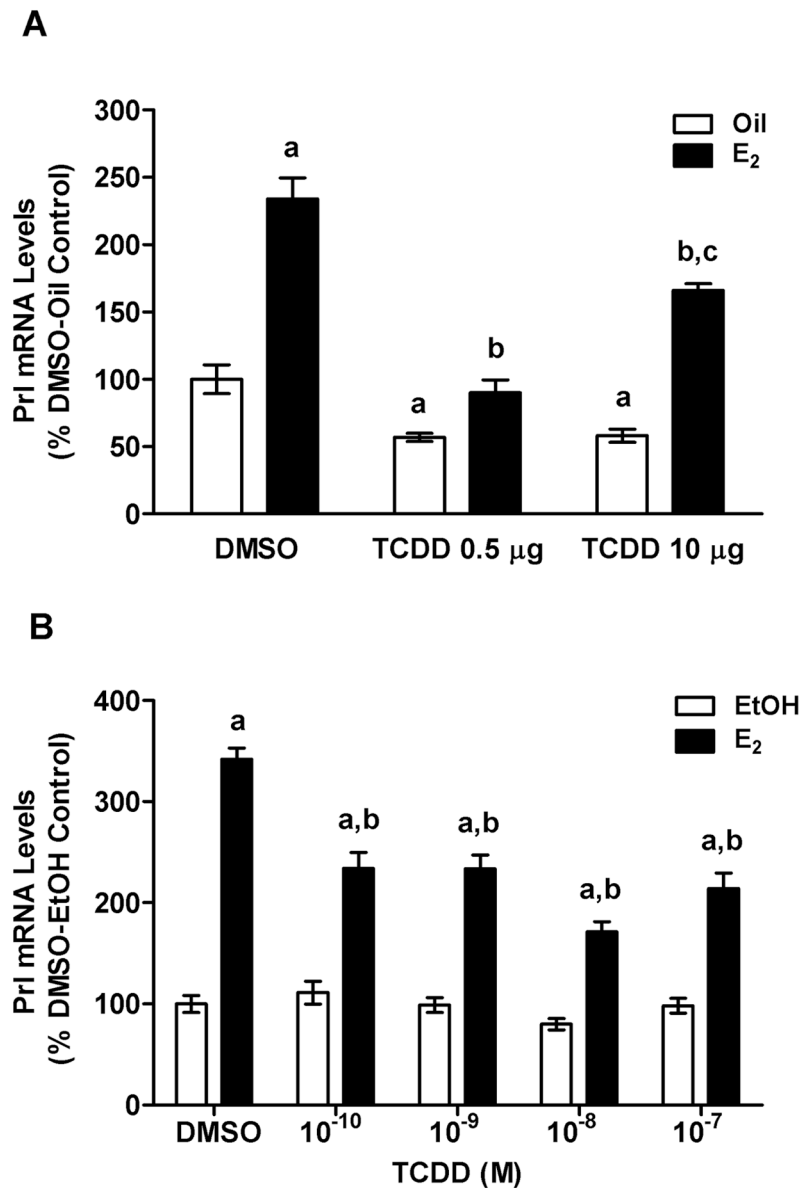 A
Prl mRNA Levels
(% DMSO-Oil Control)
300
250
200
150
100
50
0
Oil
E₂
a
a
b
a
b,c
DMSO
TCDD 0.5 μg
TCDD 10 μg
B
Prl mRNA Levels
(% DMSO-EtOH Control)
400
300
200
100
0
EtOH
E₂
a
a,b
a,b
a,b
a,b
DMSO
10⁻¹⁰
10⁻⁹
10⁻⁸
10⁻⁷
TCDD (M)